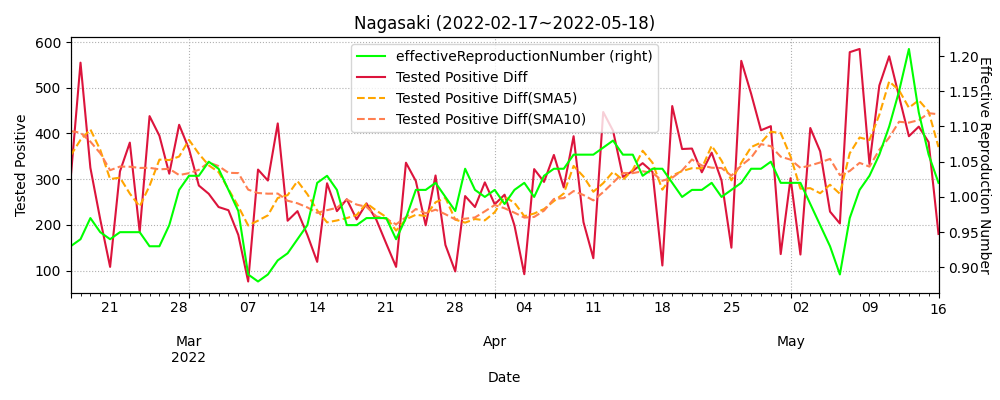 Nagasaki (2022-02-17~2022-05-18)
effectiveReproductionNumber (right)
Tested Positive Diff
Tested Positive Diff(SMA5)
Tested Positive Diff(SMA10)
Tested Positive
600
500
400
300
200
100
1.20
1.15
1.10
1.05
1.00
0.95
0.90
Effective Reproduction Number
21 28 07 14 21 28 04 11 18 25 02 09 16
Mar Apr May
2022
Date